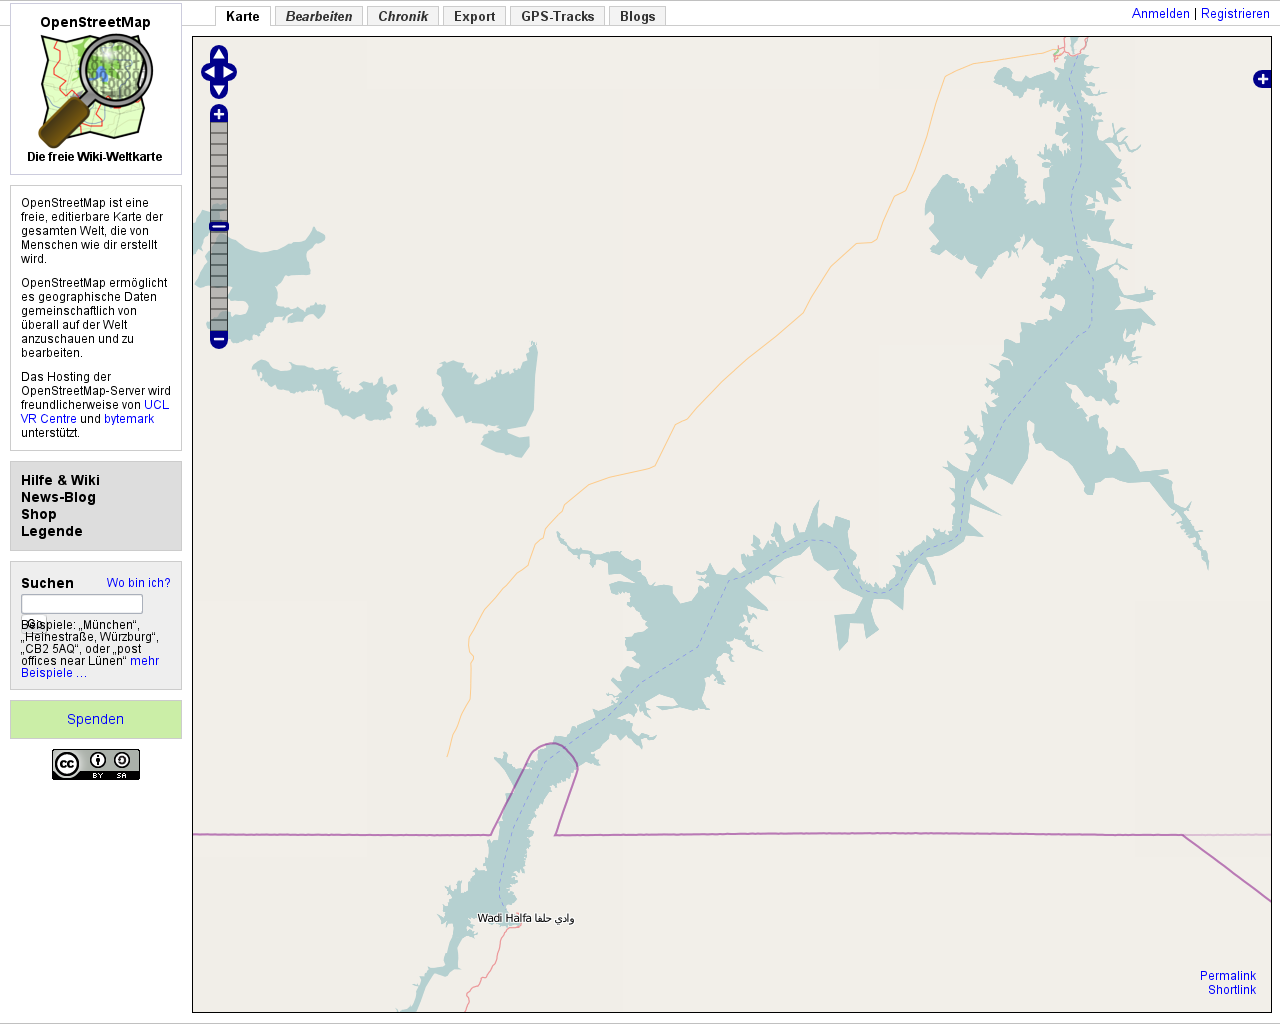 OpenStreetMap
Die freie Wiki-Weltkarte
Karte
Bearbeiten
Chronik
Export
GPS-Tracks
Blogs
Anmelden | Registrieren
OpenStreetMap ist eine
freie, editierbare Karte der
gesamten Welt, die von
Menschen wie dir erstellt
wird.
OpenStreetMap ermöglicht
es geographische Daten
gemeinschaftlich von
überall auf der Welt
anzuschauen und zu
bearbeiten.
Das Hosting der
OpenStreetMap-Server wird
freundlicherweise von UCL
VR Centre und bytemark
unterstützt.
Hilfe & Wiki
News-Blog
Shop
Legende
Suchen
Wo bin ich?
Go
Beispiele: „München“,
„Heinestraße, Würzburg“,
„CB2 5AQ“, oder „post
offices near Lünen“ mehr
Beispiele …
Spenden
cc BY SA
Wadi Halfa وادي حلفا
Permalink
Shortlink